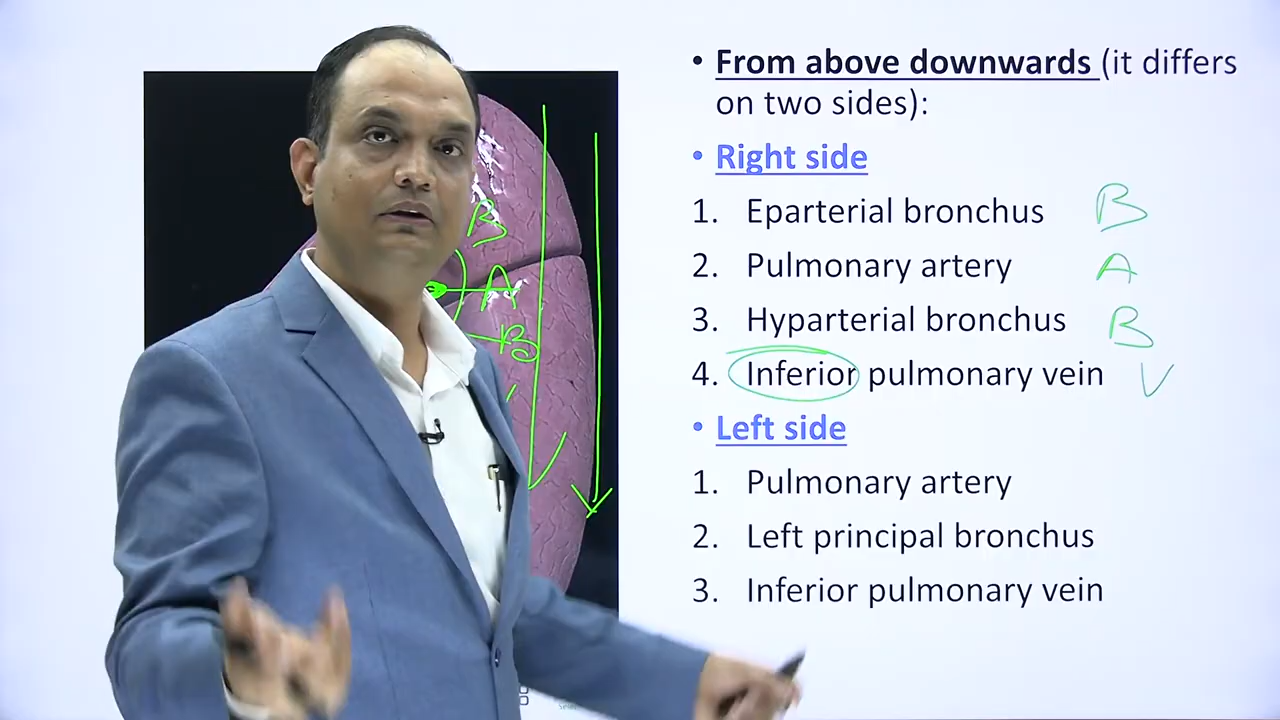 • From above downwards (it differs
on two sides):
• Right side
1. Eparterial bronchus B
2. Pulmonary artery A
3. Hyparterial bronchus B
4. Inferior pulmonary vein V
• Left side
1. Pulmonary artery
2. Left principal bronchus
3. Inferior pulmonary vein
B
A
B